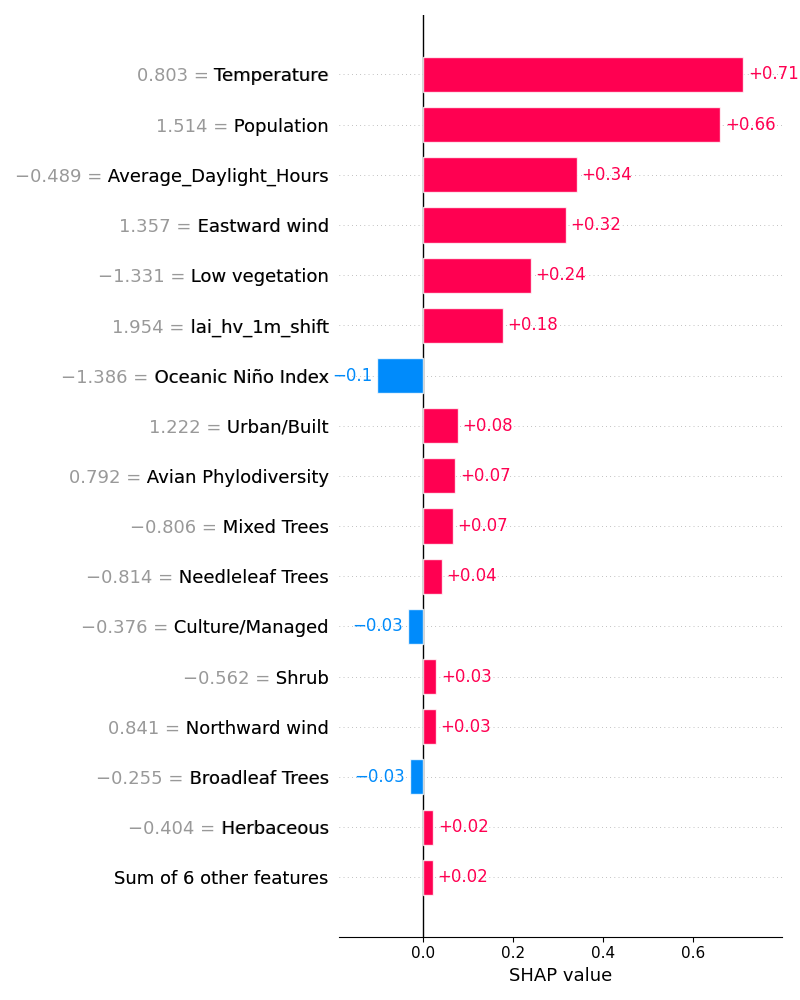 0.803 = Temperature +0.71
1.514 = Population +0.66
−0.489 = Average_Daylight_Hours +0.34
1.357 = Eastward wind +0.32
−1.331 = Low vegetation +0.24
1.954 = lai_hv_1m_shift +0.18
−1.386 = Oceanic Niño Index −0.1
1.222 = Urban/Built +0.08
0.792 = Avian Phylodiversity +0.07
−0.806 = Mixed Trees +0.07
−0.814 = Needleleaf Trees +0.04
−0.376 = Culture/Managed −0.03
−0.562 = Shrub +0.03
0.841 = Northward wind +0.03
−0.255 = Broadleaf Trees −0.03
−0.404 = Herbaceous +0.02
Sum of 6 other features +0.02
0.0 0.2 0.4 0.6
SHAP value